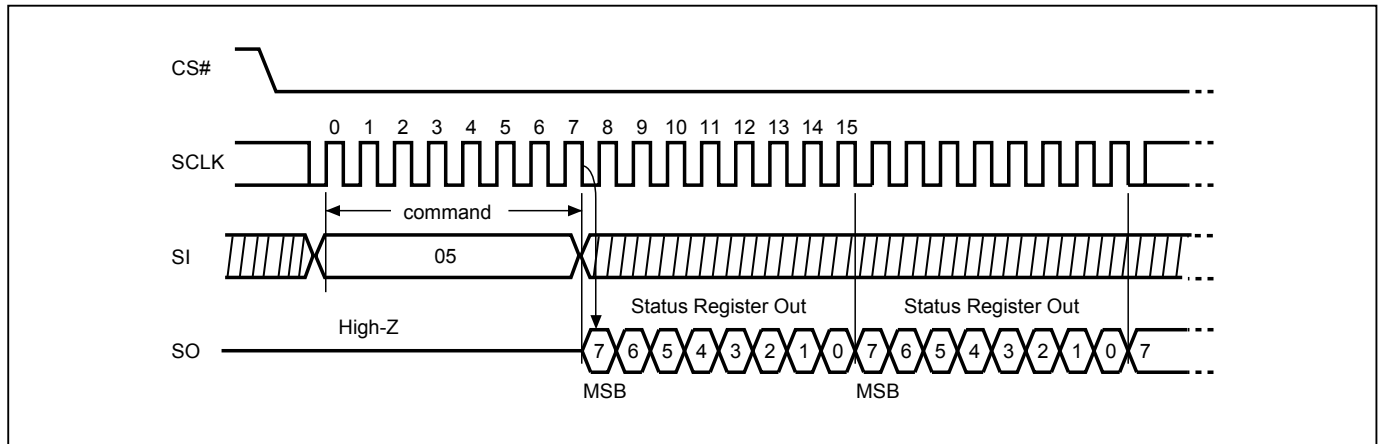 CS#
0 1 2 3 4 5 6 7 8 9 10 11 12 13 14 15
SCLK
command
SI
05
Status Register Out Status Register Out
High-Z
SO
7 6 5 4 3 2 1 0 7 6 5 4 3 2 1 0 7
MSB MSB